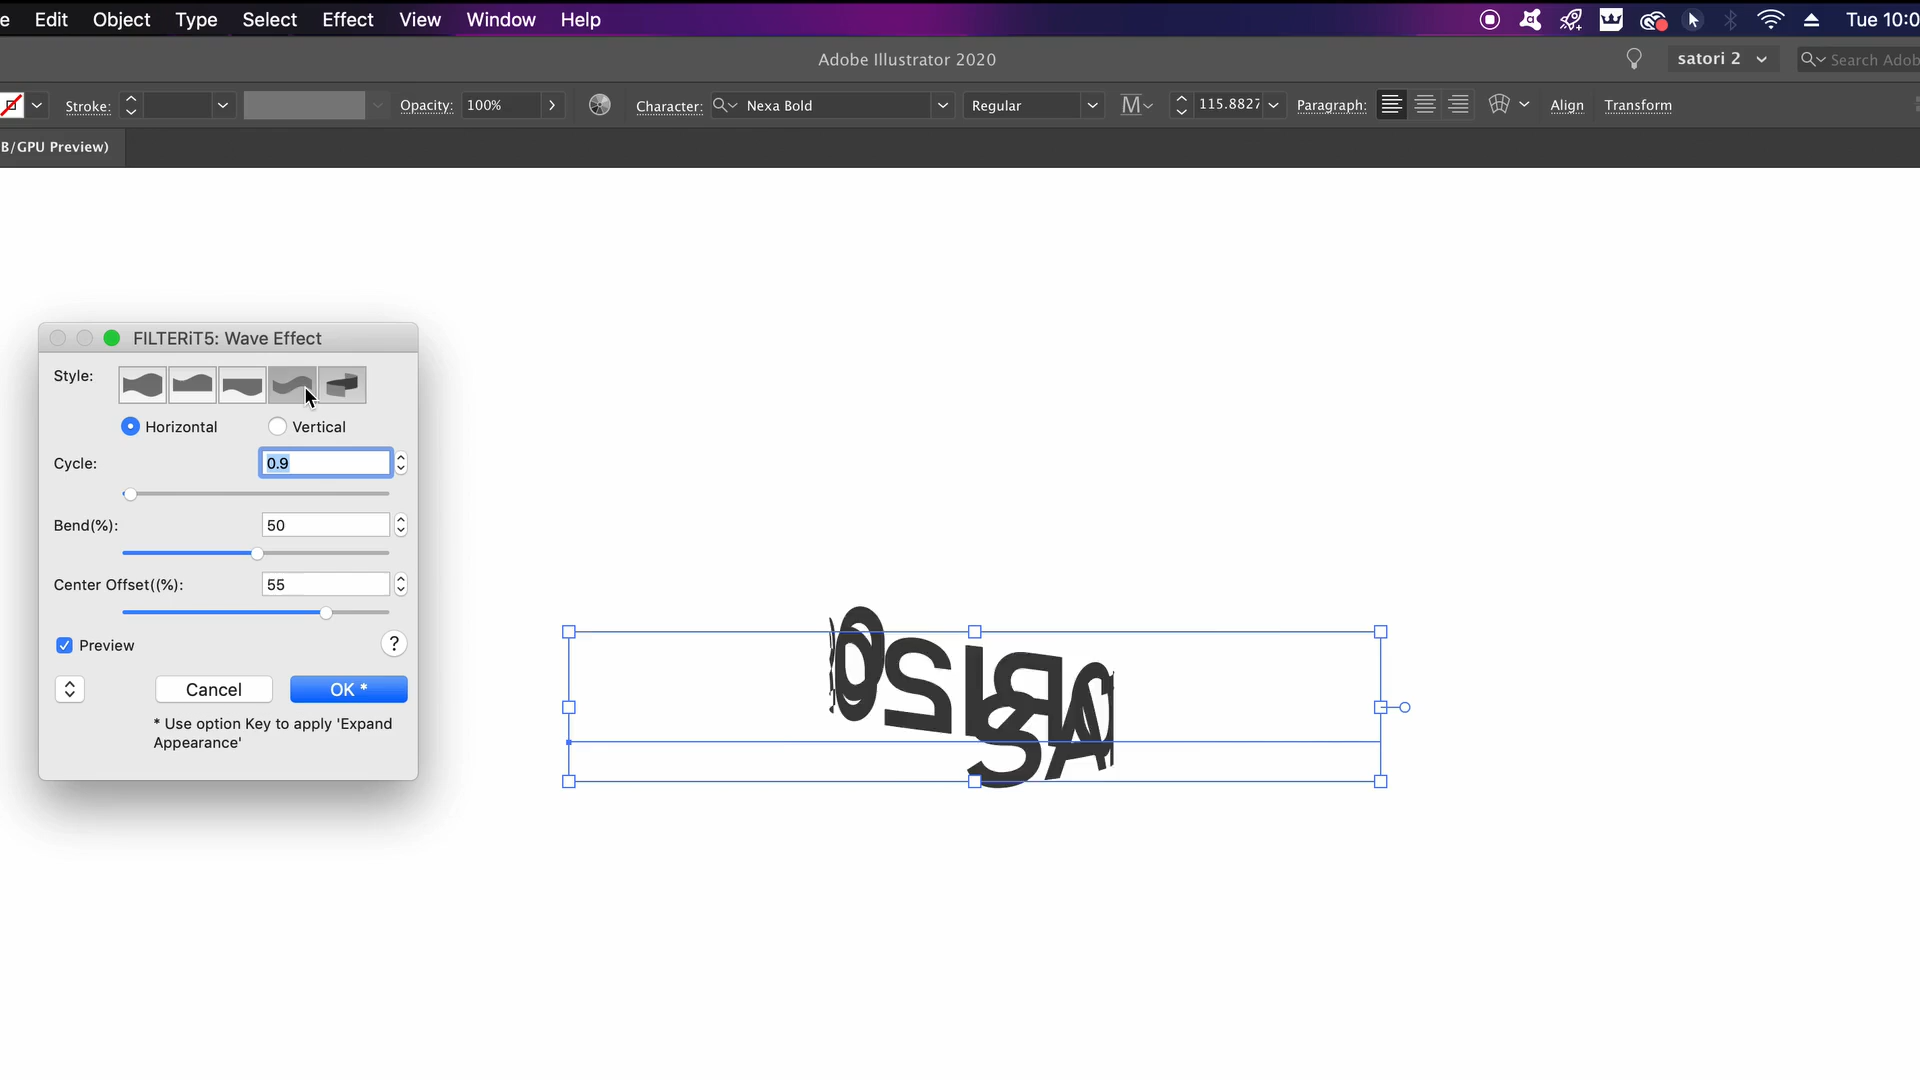 Edit Object Type Select Effect View Window Help Tue 10:0
Adobe Illustrator 2020 satori 2 Search Adob
Stroke: Opacity: 100% Character: Nexa Bold Regular 115.8827 Paragraph: Align Transform
B/GPU Preview)
FILTERiT5: Wave Effect
Style:
Horizontal Vertical
Cycle: 0.9
Bend(%): 50
Center Offset((%): 55
Preview ?
Cancel OK *
* Use option Key to apply 'Expand
Appearance'